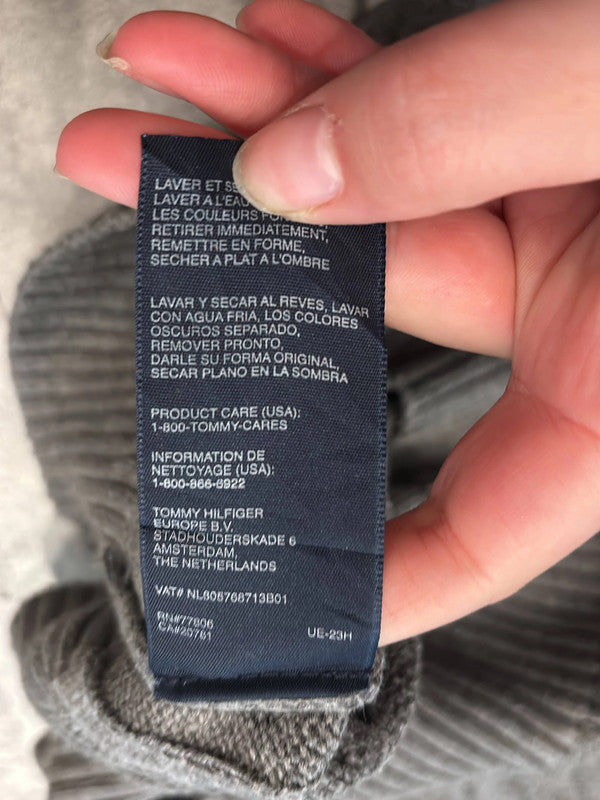 LAVER ET
LAVER A L'EAU
LES COULEURS
RETIRER IMMEDIATEMENT,
REMETTRE EN FORME,
SECHER A PLAT A L'OMBRE
LAVAR Y SECAR AL REVES, LAVAR
CON AGUA FRIA, LOS COLORES
OSCUROS SEPARADO,
REMOVER PRONTO,
DARLE SU FORMA ORIGINAL,
SECAR PLANO EN LA SOMBRA
PRODUCT CARE (USA):
1-800-TOMMY-CARES
INFORMATION DE
NETTOYAGE (USA):
1-800-866-6922
TOMMY HILFIGER
EUROPE B.V.
STADHOUDERSKADE 6
AMSTERDAM,
THE NETHERLANDS
VAT# NL806768713B01
RN#77806
CA#20781
UE-23H